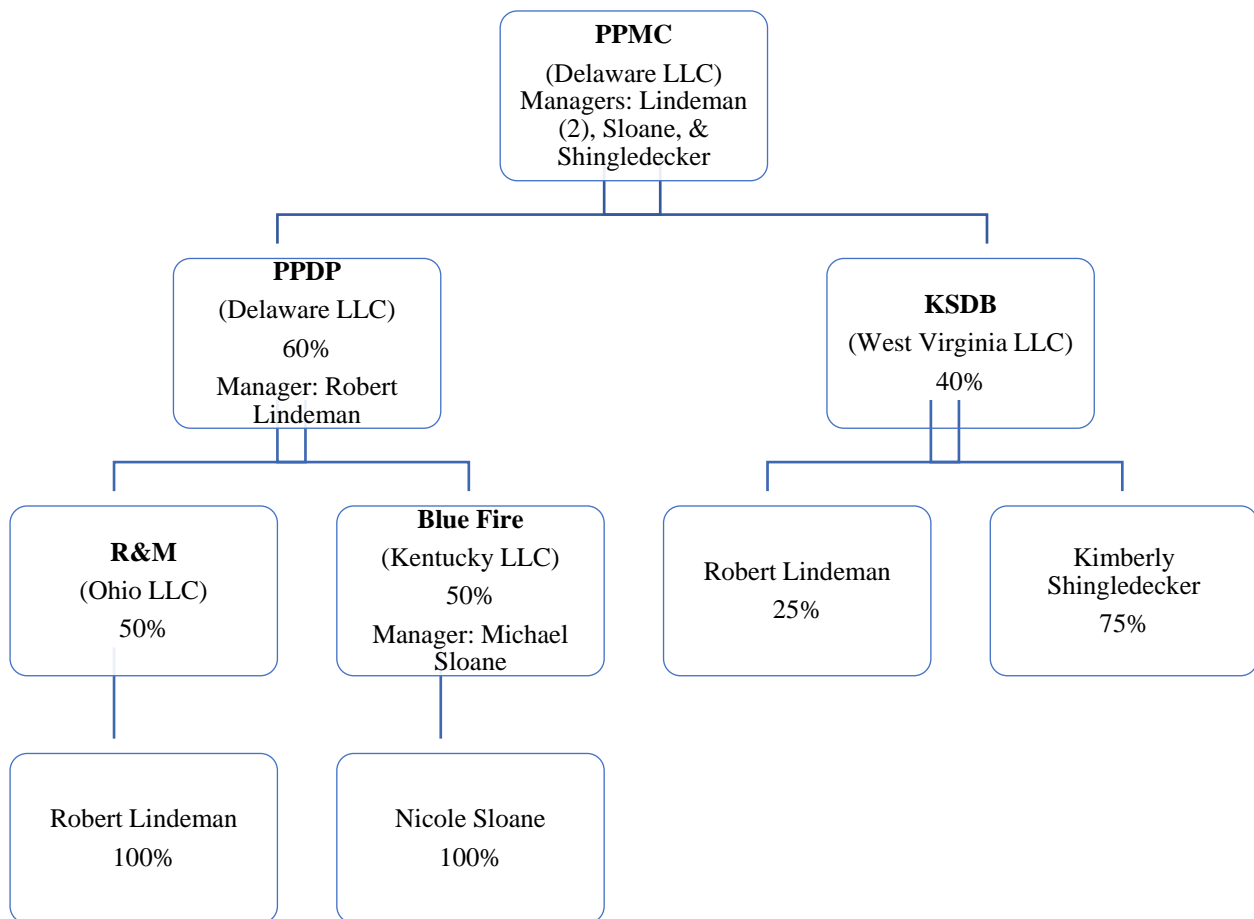 PPMC
(Delaware LLC)
Managers: Lindeman
(2), Sloane, &
Shingledecker
PPDP
(Delaware LLC)
60%
Manager: Robert
Lindeman
KSDB
(West Virginia LLC)
40%
R&M
(Ohio LLC)
50%
Blue Fire
(Kentucky LLC)
50%
Manager: Michael
Sloane
Robert Lindeman
25%
Kimberly
Shingledecker
75%
Robert Lindeman
100%
Nicole Sloane
100%